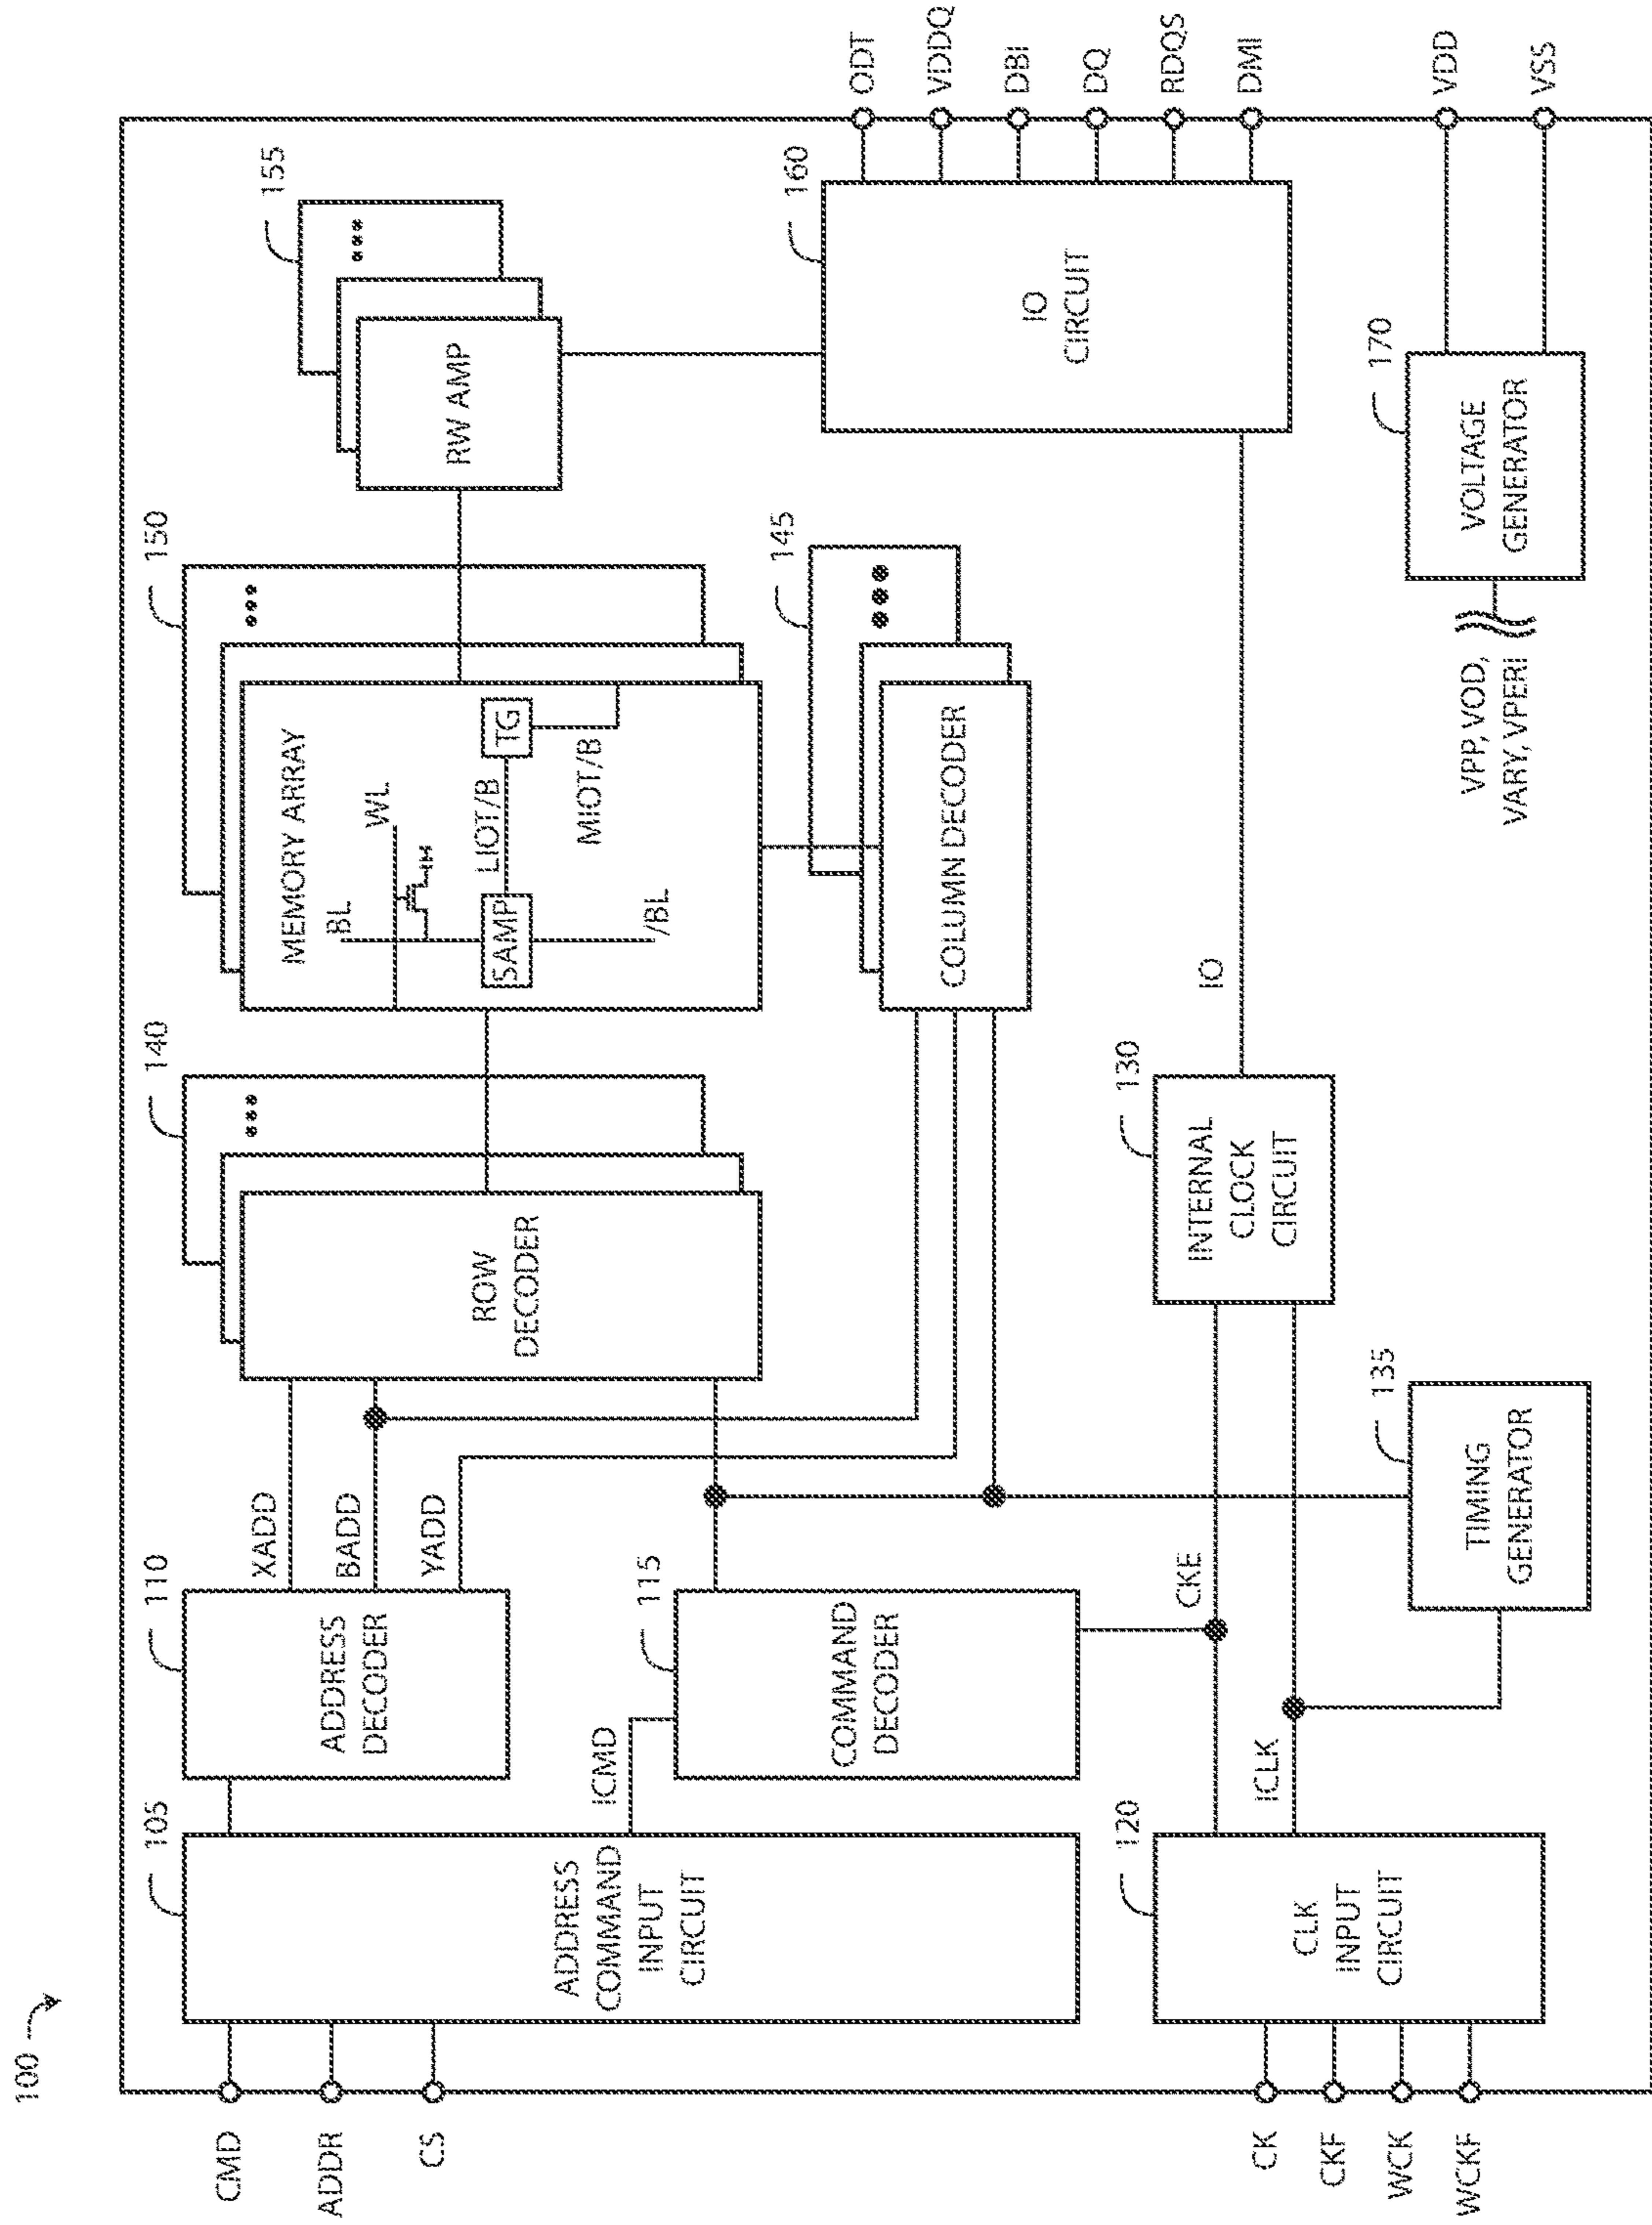 100
CMD
ADDR
CS
CK
CKF
WCK
WCKF
105
ADDRESS
COMMAND
INPUT
CIRCUIT
110
ADDRESS
DECODER
XADD
BADD
YADD
ICMD
115
COMMAND
DECODER
120
CLK
INPUT
CIRCUIT
CKE
ICLK
130
INTERNAL
CLOCK
CIRCUIT
135
TIMING
GENERATOR
140
ROW
DECODER
150
MEMORY ARRAY
BL
WL
SAMP
LIOT/B
TG
MIOT/B
/BL
145
COLUMN DECODER
155
RW AMP
160
IO
CIRCUIT
IO
170
VOLTAGE
GENERATOR
VPP, VOD,
VARY, VPERI
ODT
VDDQ
DBI
DQ
RDQS
DMI
VDD
VSS